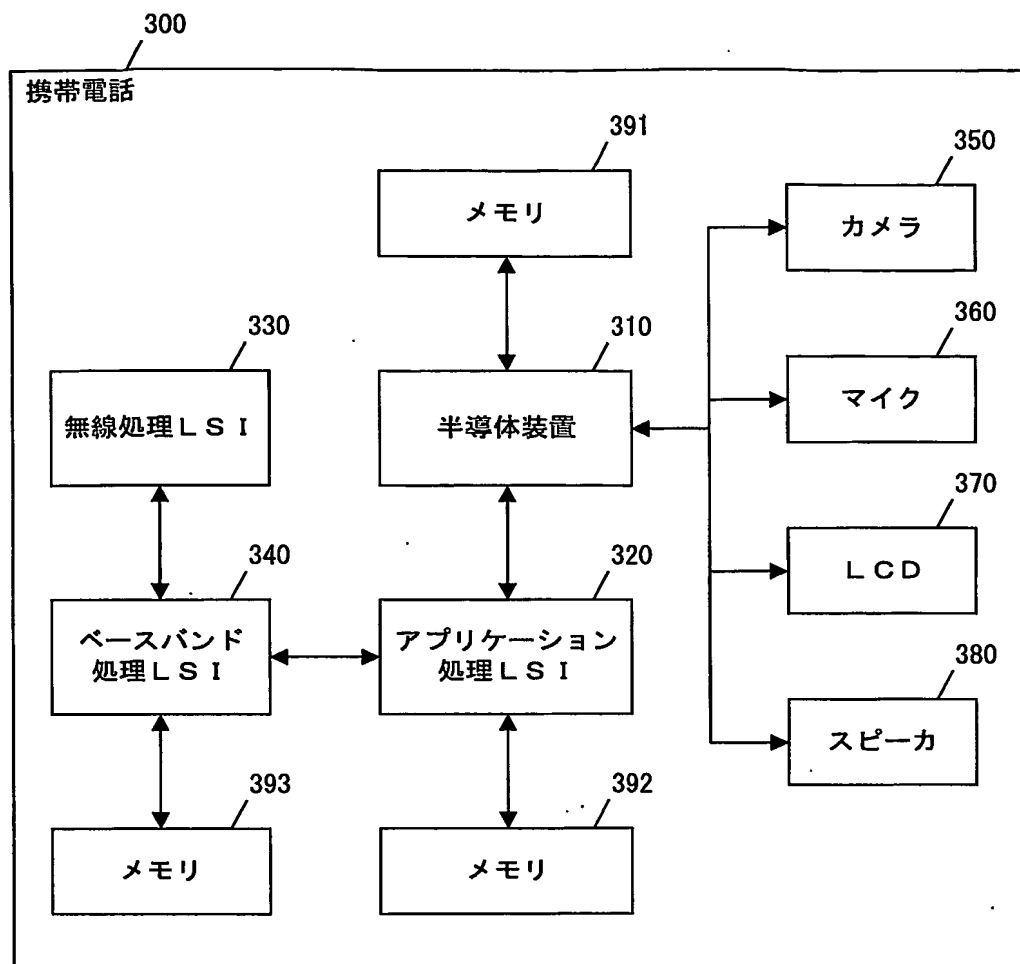 300
携帯電話
391
メモリ
350
カメラ
330
無線処理LSI
310
半導体装置
360
マイク
340
ベースバンド
処理LSI
320
アプリケーション
処理LSI
370
LCD
380
スピーカ
393
メモリ
392
メモリ